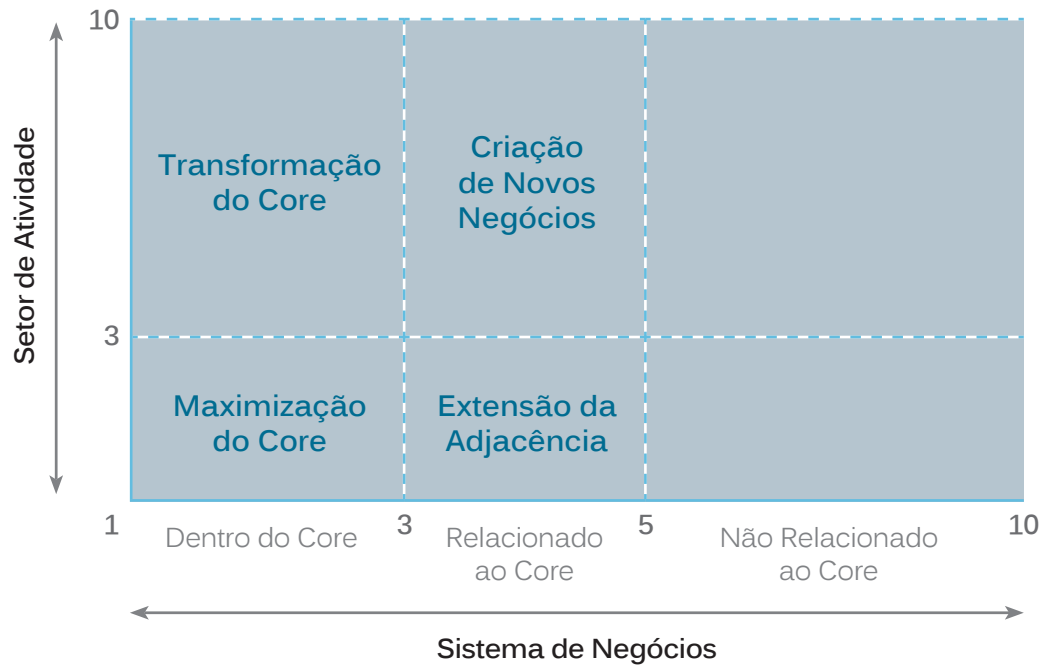 10
Setor de Atividade
Transformação
do Core
Criação
de Novos
Negócios
3
Maximização
do Core
Extensão da
Adjacência
1
3
5
10
Dentro do Core
Relacionado
ao Core
Não Relacionado
ao Core
Sistema de Negócios